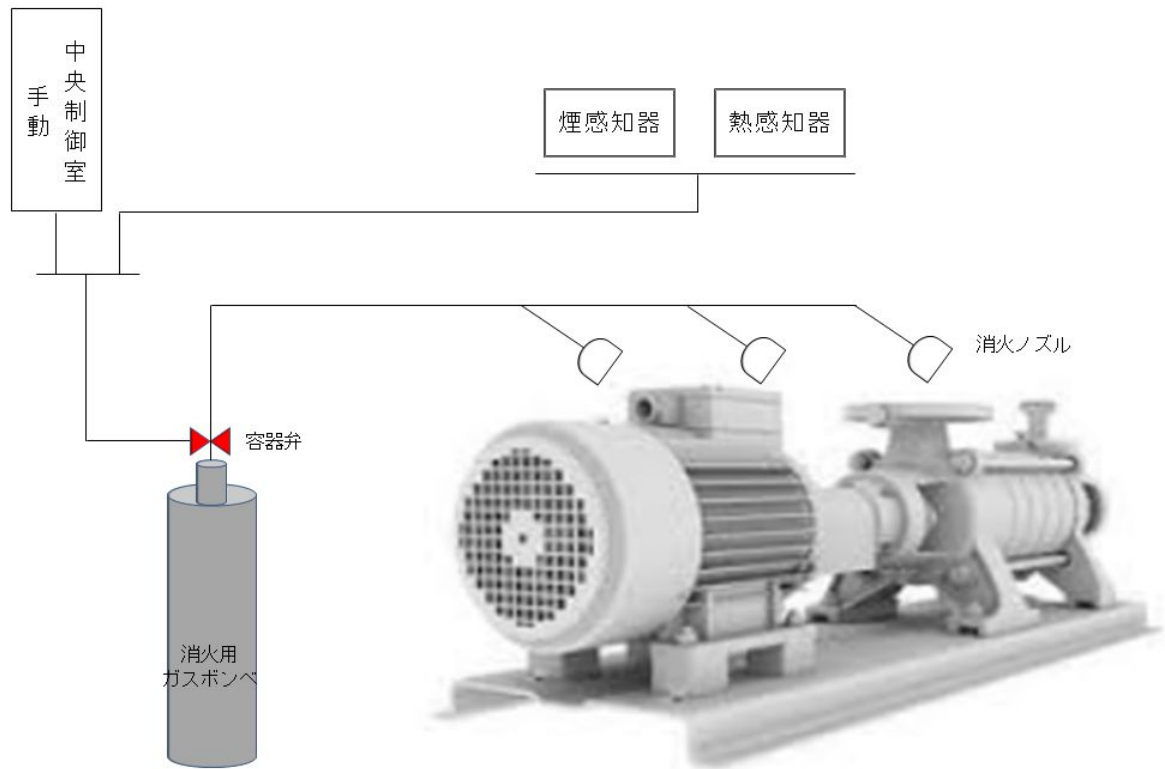 中央制御室
手動
煙感知器
熱感知器
消火ノズル
容器弁
消火用
ガスボンベ